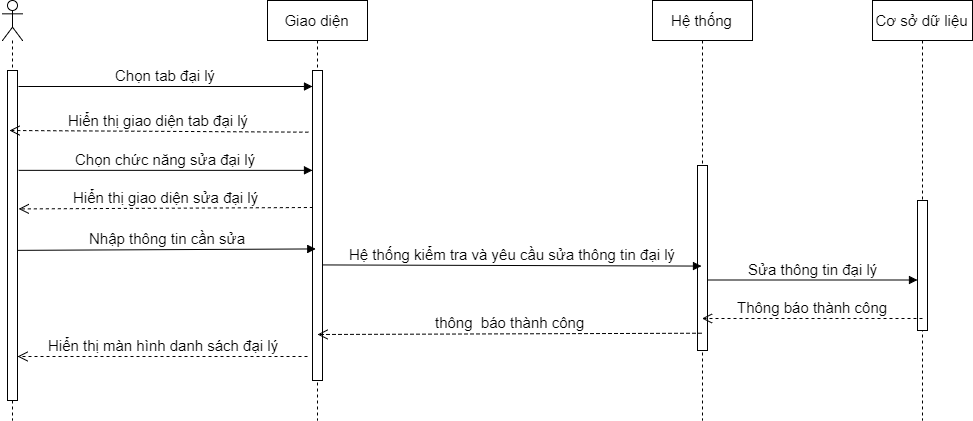 Giao diện
Hệ thống
Cơ sở dữ liệu
Chọn tab đại lý
Hiển thị giao diện tab đại lý
Chọn chức năng sửa đại lý
Hiển thị giao diện sửa đại lý
Nhập thông tin cần sửa
Hệ thống kiểm tra và yêu cầu sửa thông tin đại lý
Sửa thông tin đại lý
Thông báo thành công
thông báo thành công
Hiển thị màn hình danh sách đại lý